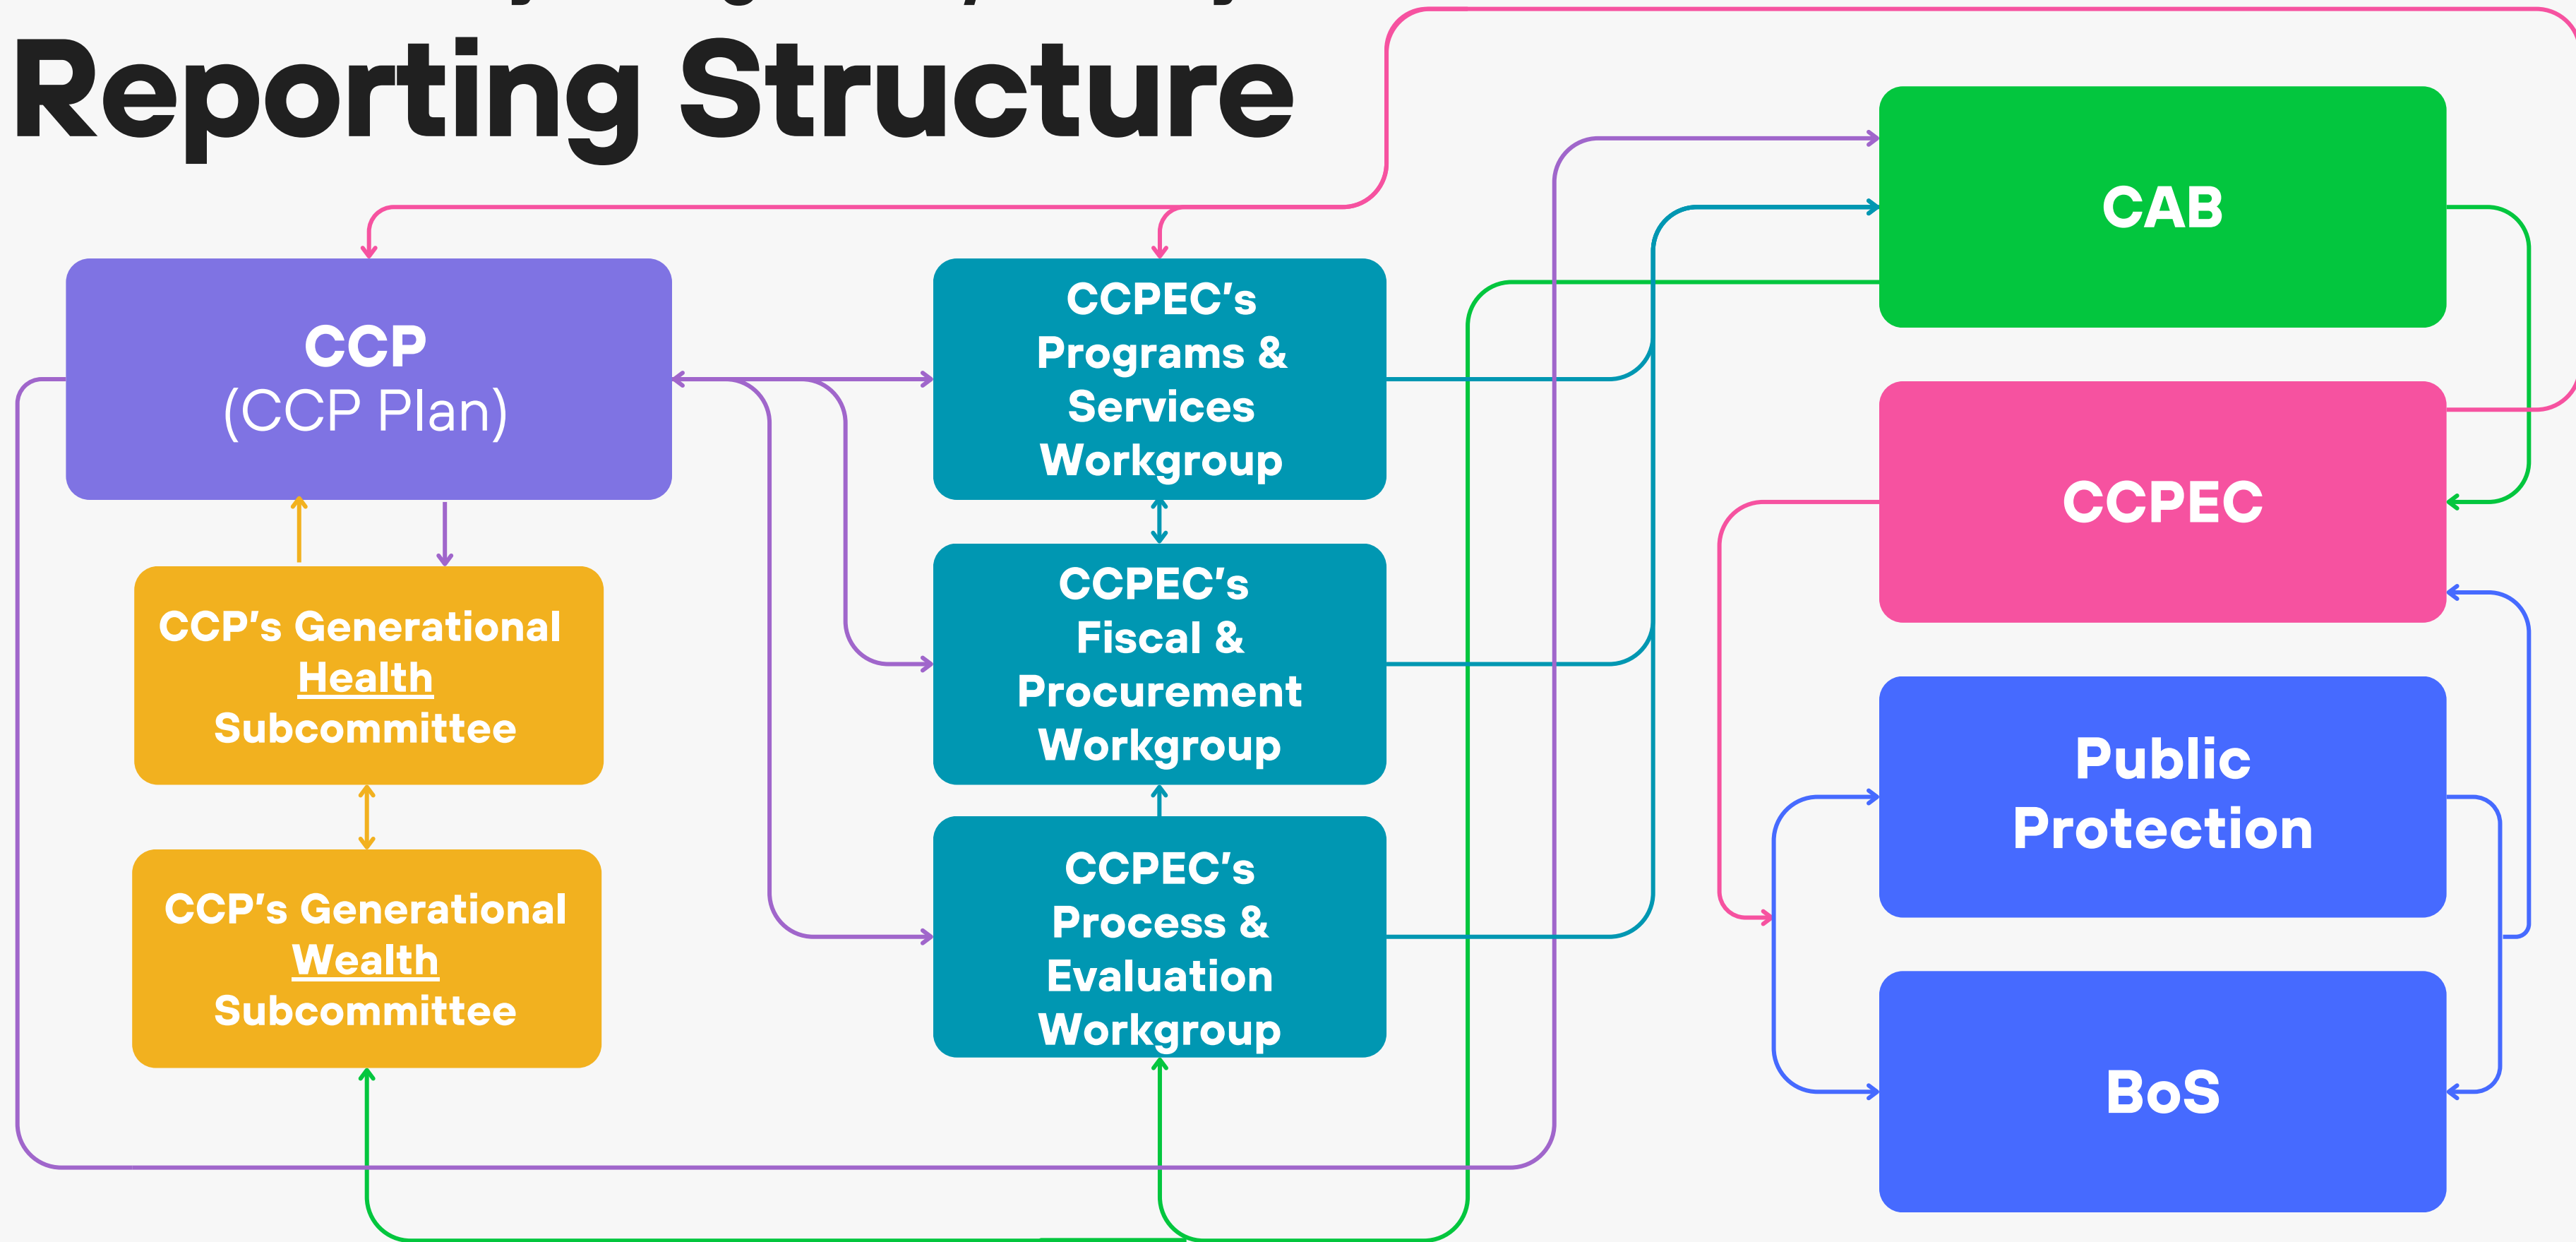 Reporting Structure
CCP
(CCP Plan)
CCP's Generational
Health
Subcommittee
CCP's Generational
Wealth
Subcommittee
CCPEC's
Programs &
Services
Workgroup
CCPEC's
Fiscal &
Procurement
Workgroup
CCPEC's
Process &
Evaluation
Workgroup
CAB
CCPEC
Public
Protection
BoS